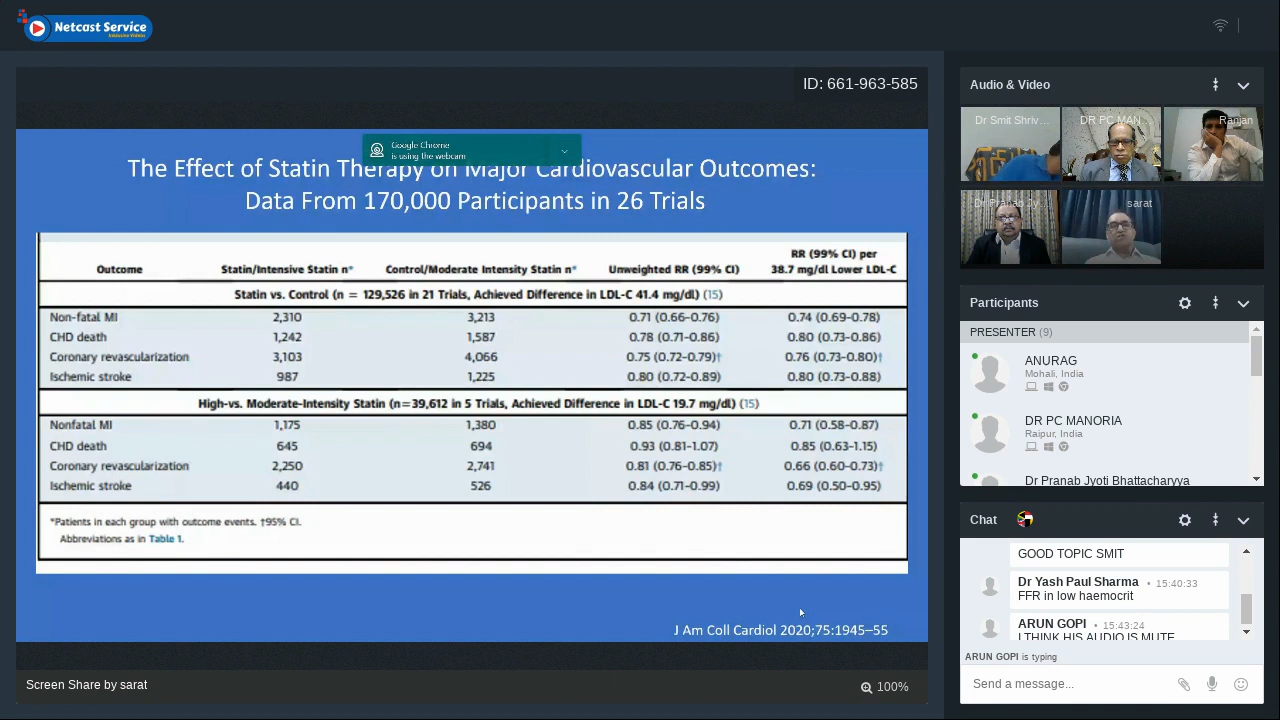 Netcast Service
ID: 661-963-585
Google Chrome
is using the webcam
The Effect of Statin Therapy on Major Cardiovascular Outcomes:
Data From 170,000 Participants in 26 Trials
Outcome Statin/Intensive Statin n* Control/Moderate Intensity Statin n* Unweighted RR (99% CI) RR (99% CI) per 38.7 mg/dl Lower LDL-C
Statin vs. Control (n = 129,526 in 21 Trials, Achieved Difference in LDL-C 41.4 mg/dl) (15)
Non-fatal MI 2,310 3,213 0.71 (0.66-0.76) 0.74 (0.69-0.78)
CHD death 1,242 1,587 0.78 (0.71-0.86) 0.80 (0.73-0.86)
Coronary revascularization 3,103 4,066 0.75 (0.72-0.79)† 0.76 (0.73-0.80)†
Ischemic stroke 987 1,225 0.80 (0.72-0.89) 0.80 (0.73-0.88)
High-vs. Moderate-Intensity Statin (n=39,612 in 5 Trials, Achieved Difference in LDL-C 19.7 mg/dl) (15)
Nonfatal MI 1,175 1,380 0.85 (0.76-0.94) 0.71 (0.58-0.87)
CHD death 645 694 0.93 (0.81-1.07) 0.85 (0.63-1.15)
Coronary revascularization 2,250 2,741 0.81 (0.76-0.85)† 0.66 (0.60-0.73)†
Ischemic stroke 440 526 0.84 (0.71-0.99) 0.69 (0.50-0.95)
*Patients in each group with outcome events. †95% CI.
Abbreviations as in Table 1.
J Am Coll Cardiol 2020;75:1945–55
Screen Share by sarat
100%
Audio & Video
Dr Smit Shriv...
DR PC MAN...
Ranjan
Dr Pranab Jy...
sarat
Participants
PRESENTER (9)
ANURAG
Mohali, India
DR PC MANORIA
Raipur, India
Dr Pranab Jyoti Bhattacharyya
Chat
GOOD TOPIC SMIT
Dr Yash Paul Sharma • 15:40:33
FFR in low haemocrit
ARUN GOPI • 15:43:24
I THINK HIS AUDIO IS MUTE
ARUN GOPI is typing
Send a message...